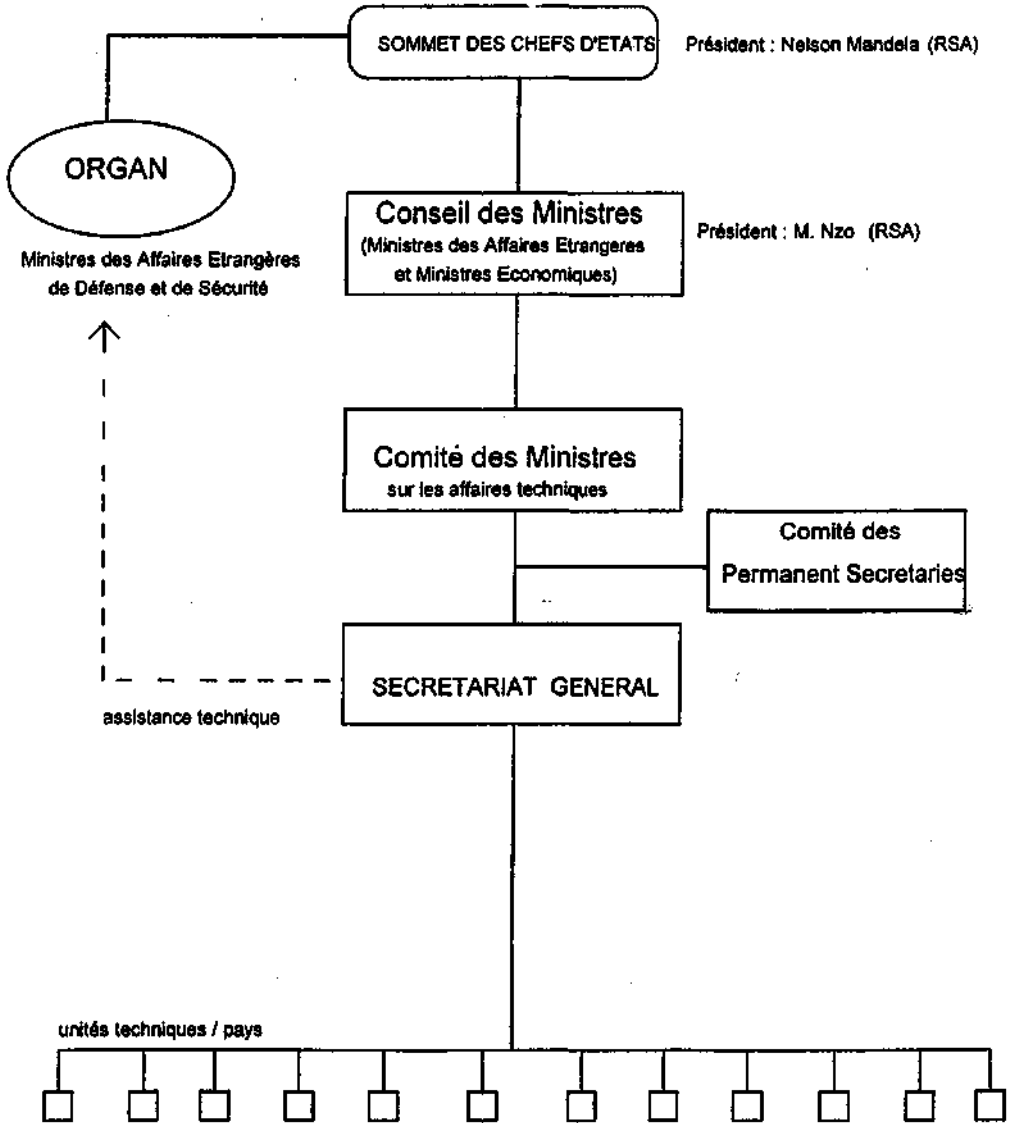 SOMMET DES CHEFS D'ETATS
Président : Nelson Mandela (RSA)
ORGAN
Ministres des Affaires Etrangères
de Défense et de Sécurité
Conseil des Ministres
(Ministres des Affaires Etrangeres
et Ministres Economiques)
Président : M. Nzo (RSA)
Comité des Ministres
sur les affaires techniques
Comité des
Permanent Secretaries
SECRETARIAT GENERAL
assistance technique
unités techniques / pays